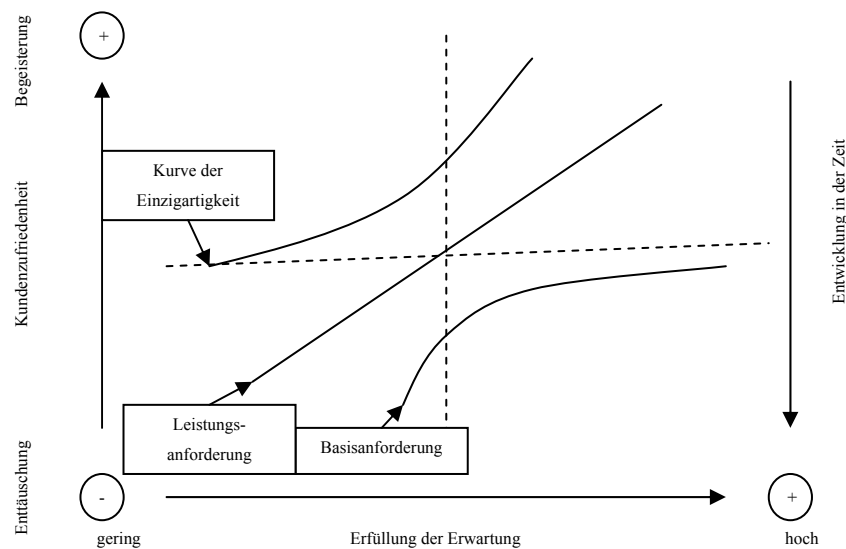 Begeisterung
+
Kurve der
Einzigartigkeit
Kundenzufriedenheit
Entwicklung in der Zeit
Leistungs-
anforderung
Basisanforderung
Enttäuschung
-
+
gering
Erfüllung der Erwartung
hoch